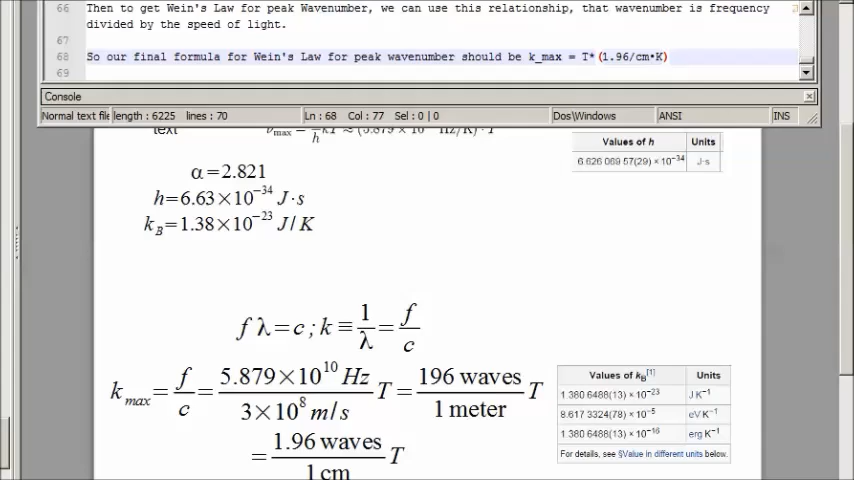 66 Then to get Wein's Law for peak Wavenumber, we can use this relationship, that wavenumber is frequency
divided by the speed of light.
67
68 So our final formula for Wein's Law for peak wavenumber should be k_max = T*(1.96/cm•K)
69
Console
Normal text file length : 6225 lines : 70 Ln : 68 Col : 77 Sel : 0 | 0 Dos\Windows ANSI INS
text
Values of h Units
6.626 069 57(29) × 10⁻³⁴ J·s
α=2.821
h=6.63×10⁻³⁴ J·s
k_B=1.38×10⁻²³ J/K
f λ=c ; k ≡ 1/λ = f/c
k_max = f/c = 5.879×10¹⁰ Hz / 3×10⁸ m/s T = 196 waves / 1 meter T
= 1.96 waves / 1 cm T
Values of k_B[1] Units
1.380 6488(13) × 10⁻²³ J K⁻¹
8.617 3324(78) × 10⁻⁵ eV K⁻¹
1.380 6488(13) × 10⁻¹⁶ erg K⁻¹
For details, see §Value in different units below.